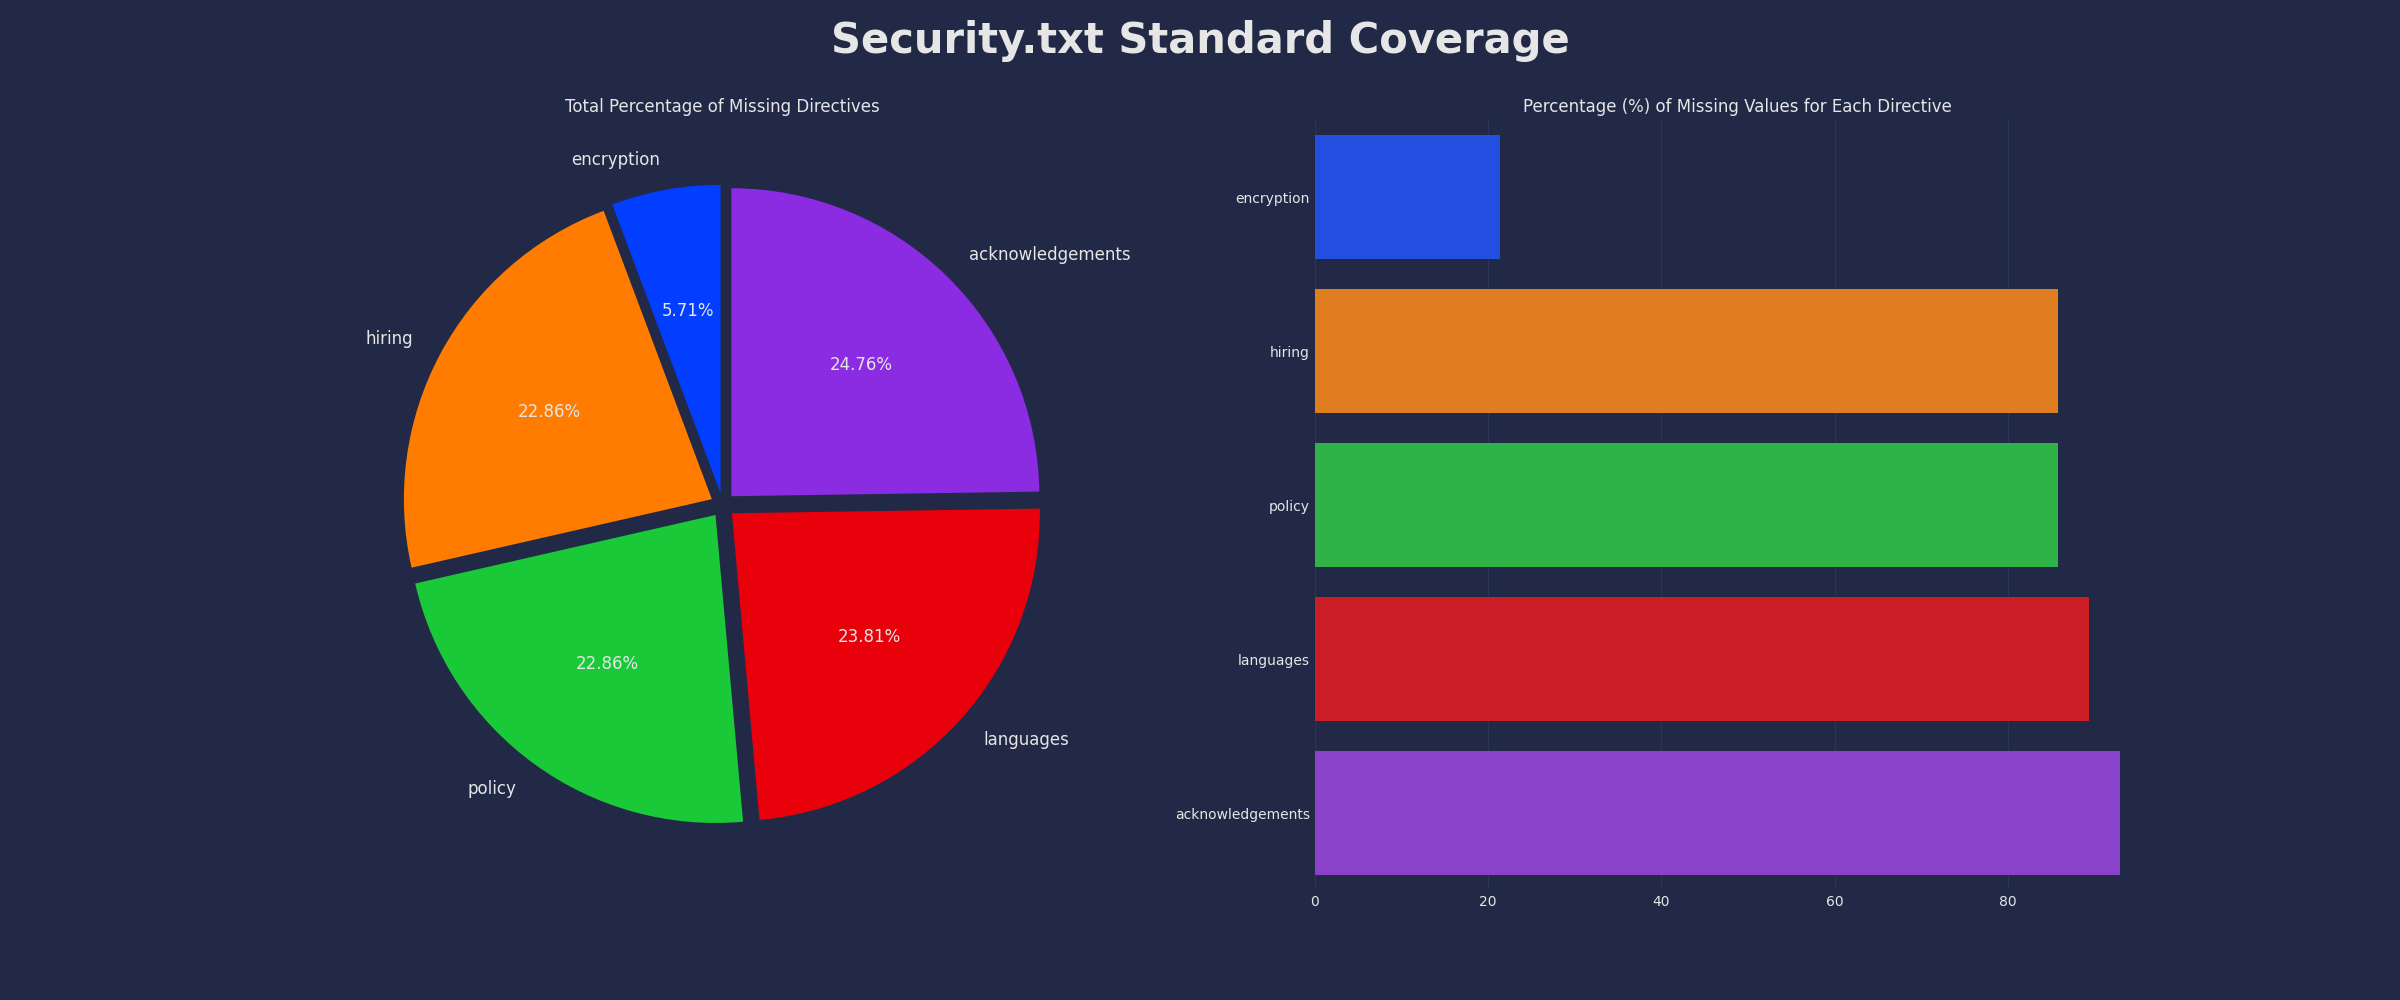 Security.txt Standard Coverage
Total Percentage of Missing Directives
encryption
acknowledgements
hiring
5.71%
24.76%
22.86%
23.81%
22.86%
languages
policy
Percentage (%) of Missing Values for Each Directive
encryption
hiring
policy
languages
acknowledgements
0 20 40 60 80